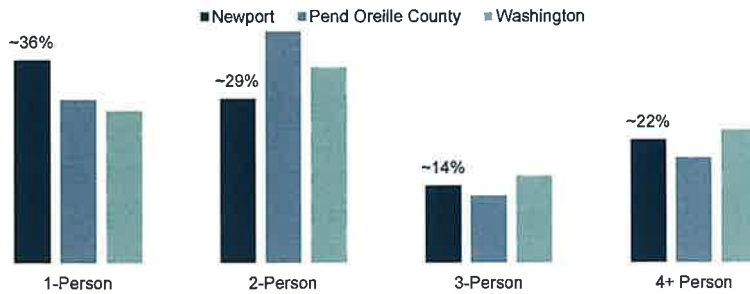 Newport Pend Oreille County Washington
~36%
~29%
~14%
~22%
1-Person 2-Person 3-Person 4+ Person